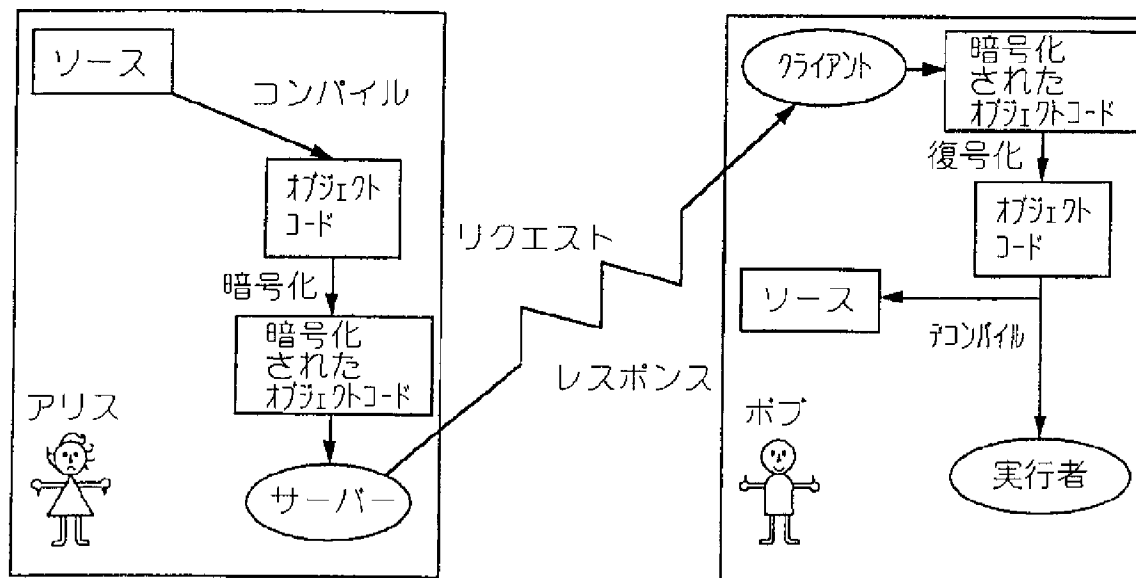 ソース
コンパイル
オブジェクト
コード
暗号化
暗号化
された
オブジェクトコード
アリス
サーバー
リクエスト
レスポンス
クライアント
暗号化
された
オブジェクトコード
復号化
オブジェクト
コード
ソース
デコンパイル
ボブ
実行者